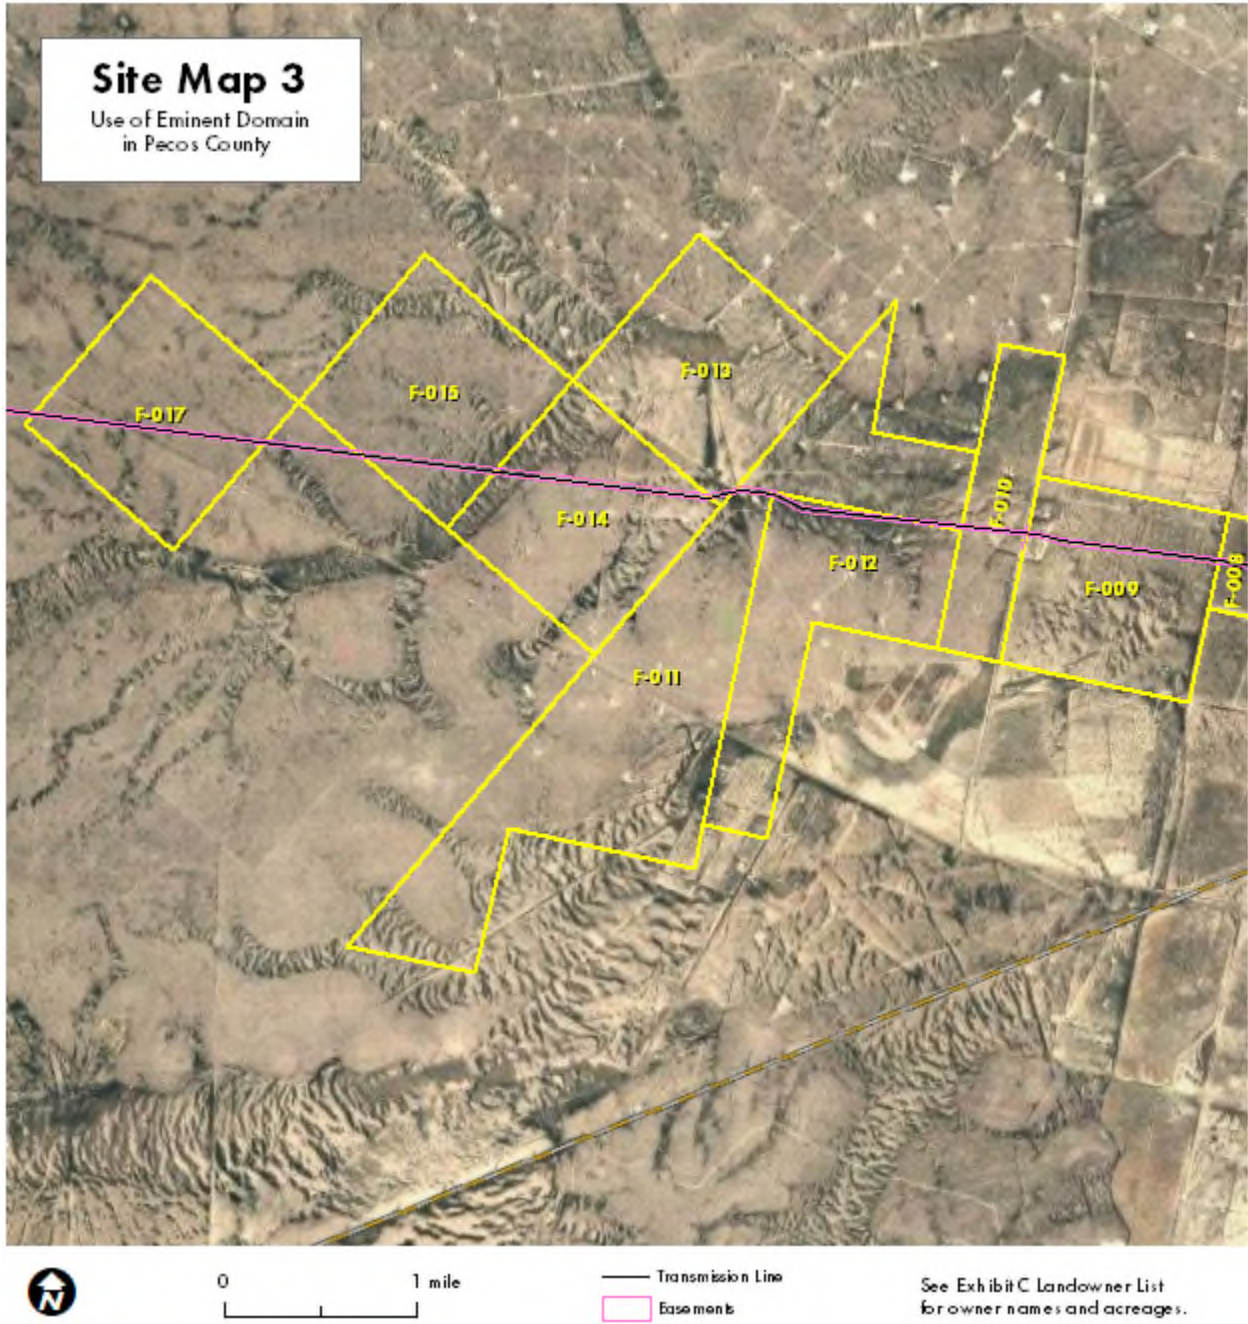 Site Map 3
Use of Eminent Domain
in Pecos County
F-013
F-015
F-017
F-010
F-014
F-012
F-008
F-009
F-011
N
0 1 mile
Transmission Line
Easements
See Exhibit C Landowner List
for owner names and acreages.